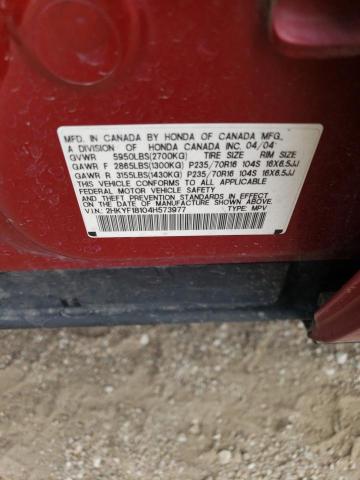 MFD. IN CANADA BY HONDA OF CANADA MFG.,
A DIVISION OF HONDA CANADA INC. 04/04
GVWR 5950LBS(2700KG) TIRE SIZE RIM SIZE
GAWR F 2865LBS(1300KG) P235/70R16 104S 16X6.5JJ
GAWR R 3155LBS(1430KG) P235/70R16 104S 16X6.5JJ
THIS VEHICLE CONFORMS TO ALL APPLICABLE
FEDERAL MOTOR VEHICLE SAFETY
STANDARDS IN EFFECT ON THE DATE OF
MANUFACTURE SHOWN ABOVE.
V.I.N.: 2HKYF18104H573977 TYPE: MPV